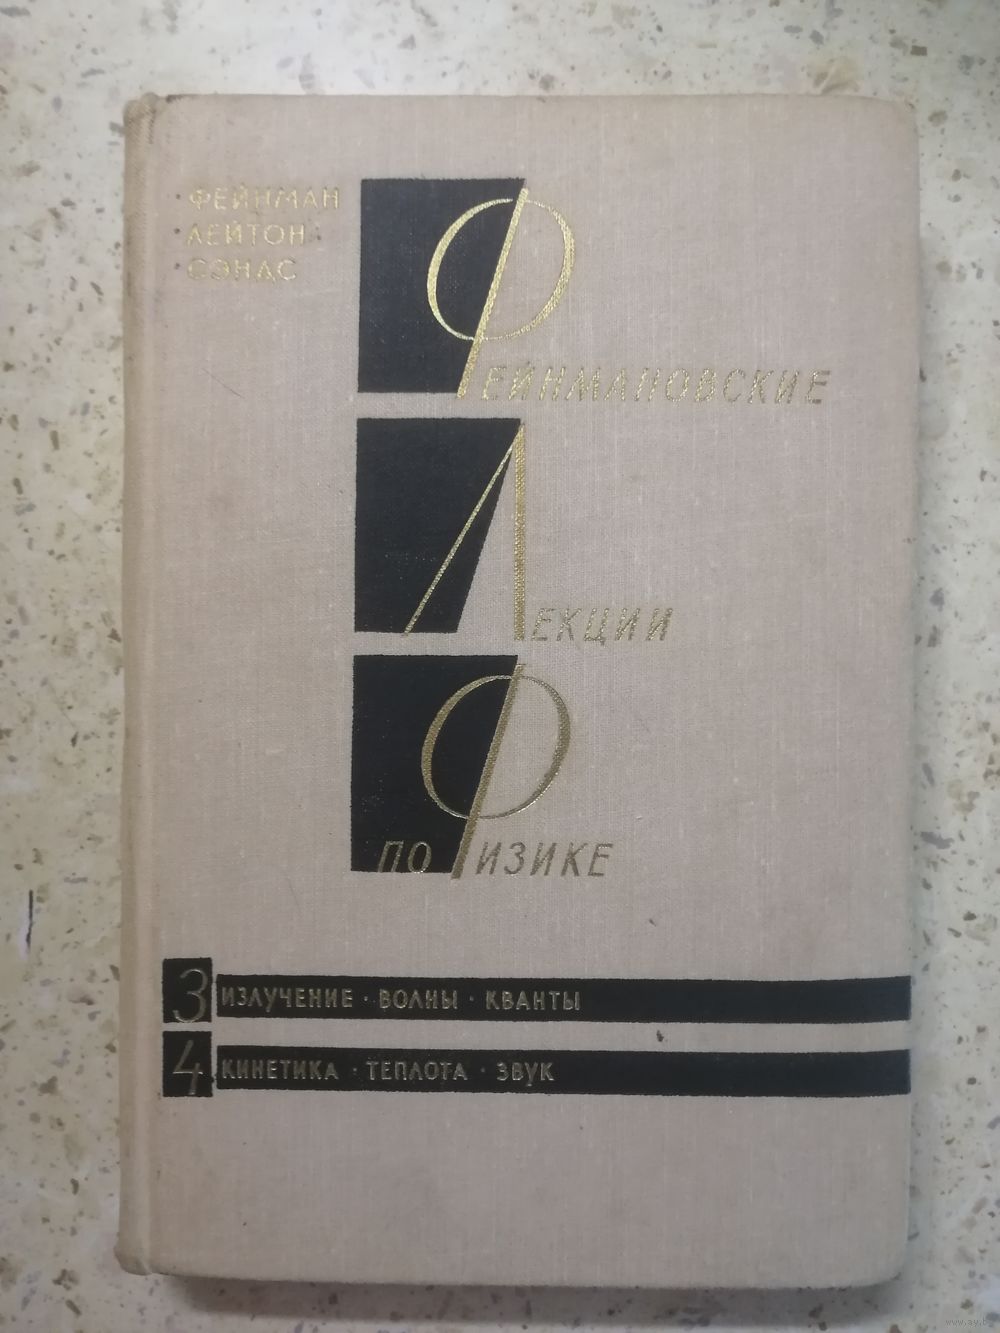 ФЕЙНМАН
ЛЕЙТОН
СЭНДС
ФЕЙНМАНОВСКИЕ
ЛЕКЦИИ
ПО ФИЗИКЕ
3 ИЗЛУЧЕНИЕ · ВОЛНЫ · КВАНТЫ
4 КИНЕТИКА · ТЕПЛОТА · ЗВУК